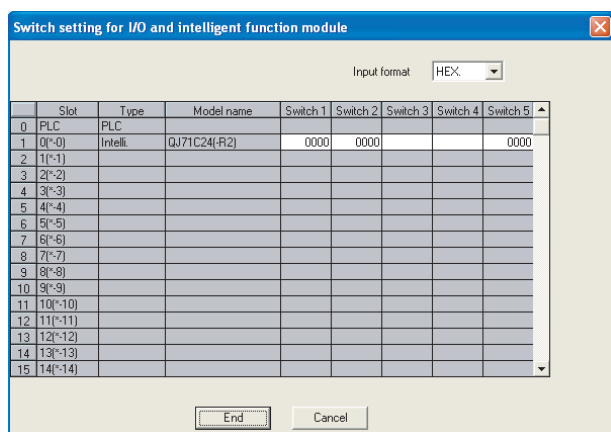 Switch setting for I/O and intelligent function module
Input format HEX.
Slot Type Model name Switch 1 Switch 2 Switch 3 Switch 4 Switch 5
0 PLC PLC
1 0(*-0) Intelli. QJ71C24(-R2) 0000 0000 0000
2 1(*-1)
3 2(*-2)
4 3(*-3)
5 4(*-4)
6 5(*-5)
7 6(*-6)
8 7(*-7)
9 8(*-8)
10 9(*-9)
11 10(*-10)
12 11(*-11)
13 12(*-12)
14 13(*-13)
15 14(*-14)
End Cancel